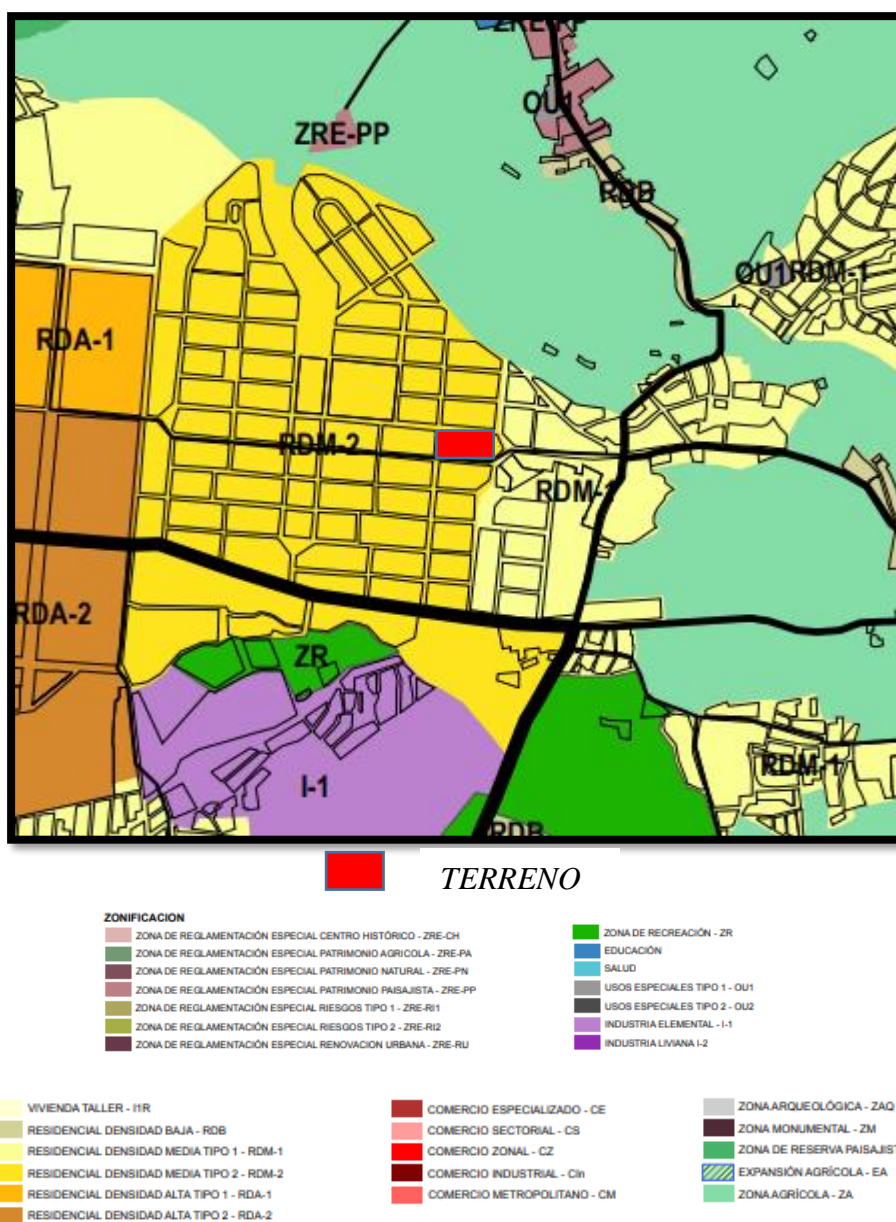 ZRE-PP
OU1
ZRE-PP
RDB
OU1 RDM-1
RDA-1
RDM-2
RDM-1
RDA-2
ZR
I-1
RDM-1
RDB
TERRENO
ZONIFICACION
ZONA DE REGLAMENTACIÓN ESPECIAL CENTRO HISTÓRICO - ZRE-CH
ZONA DE REGLAMENTACIÓN ESPECIAL PATRIMONIO AGRICOLA - ZRE-PA
ZONA DE REGLAMENTACIÓN ESPECIAL PATRIMONIO NATURAL - ZRE-PN
ZONA DE REGLAMENTACIÓN ESPECIAL PATRIMONIO PAISAJISTA - ZRE-PP
ZONA DE REGLAMENTACIÓN ESPECIAL RIESGOS TIPO 1 - ZRE-RI1
ZONA DE REGLAMENTACIÓN ESPECIAL RIESGOS TIPO 2 - ZRE-RI2
ZONA DE REGLAMENTACIÓN ESPECIAL RENOVACION URBANA - ZRE-RU
ZONA DE RECREACIÓN - ZR
EDUCACIÓN
SALUD
USOS ESPECIALES TIPO 1 - OU1
USOS ESPECIALES TIPO 2 - OU2
INDUSTRIA ELEMENTAL - I-1
INDUSTRIA LIVIANA I-2
VIVIENDA TALLER - I1R
RESIDENCIAL DENSIDAD BAJA - RDB
RESIDENCIAL DENSIDAD MEDIA TIPO 1 - RDM-1
RESIDENCIAL DENSIDAD MEDIA TIPO 2 - RDM-2
RESIDENCIAL DENSIDAD ALTA TIPO 1 - RDA-1
RESIDENCIAL DENSIDAD ALTA TIPO 2 - RDA-2
COMERCIO ESPECIALIZADO - CE
COMERCIO SECTORIAL - CS
COMERCIO ZONAL - CZ
COMERCIO INDUSTRIAL - CIn
COMERCIO METROPOLITANO - CM
ZONA ARQUEOLÓGICA - ZAQ
ZONA MONUMENTAL - ZM
ZONA DE RESERVA PAISAJIST
EXPANSIÓN AGRÍCOLA - EA
ZONA AGRÍCOLA - ZA